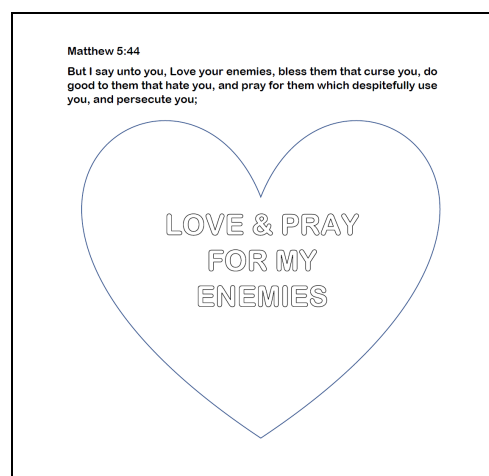 Matthew 5:44
But I say unto you, Love your enemies, bless them that curse you, do
good to them that hate you, and pray for them which despitefully use
you, and persecute you;
LOVE & PRAY
FOR MY
ENEMIES